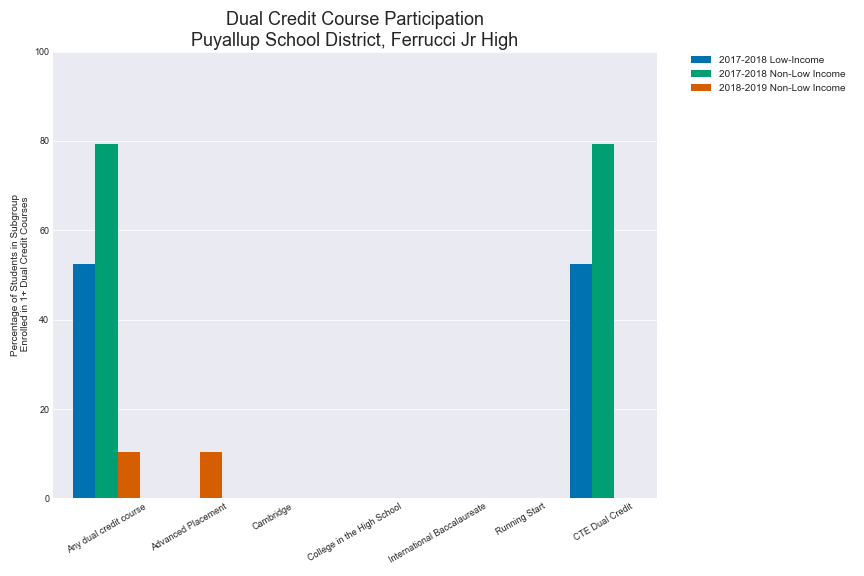 Dual Credit Course Participation
Puyallup School District, Ferrucci Jr High
2017-2018 Low-Income
2017-2018 Non-Low Income
2018-2019 Non-Low Income
Percentage of Students in Subgroup
Enrolled in 1+ Dual Credit Courses
100
80
60
40
20
0
Any dual credit course
Advanced Placement
Cambridge
College in the High School
International Baccalaureate
Running Start
CTE Dual Credit